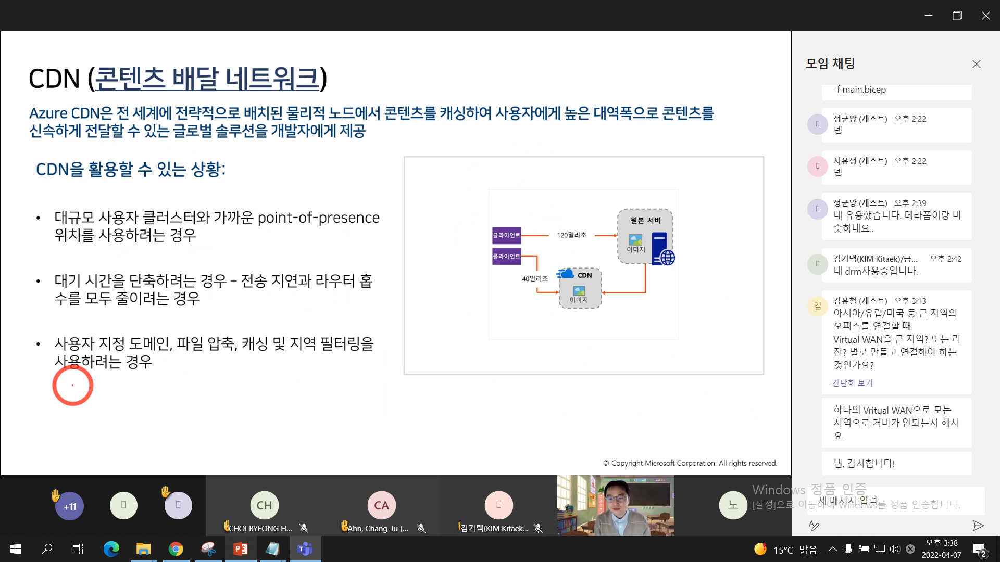 CDN (콘텐츠 배달 네트워크)
Azure CDN은 전 세계에 전략적으로 배치된 물리적 노드에서 콘텐츠를 캐싱하여 사용자에게 높은 대역폭으로 콘텐츠를
신속하게 전달할 수 있는 글로벌 솔루션을 개발자에게 제공
CDN을 활용할 수 있는 상황:
• 대규모 사용자 클러스터와 가까운 point-of-presence
위치를 사용하려는 경우
• 대기 시간을 단축하려는 경우 – 전송 지연과 라우터 홉
수를 모두 줄이려는 경우
• 사용자 지정 도메인, 파일 압축, 캐싱 및 지역 필터링을
사용하려는 경우
원본 서버
클라이언트
120밀리초
이미지
클라이언트
40밀리초
CDN
이미지
© Copyright Microsoft Corporation. All rights reserved.
모임 채팅
-f main.bicep
정군왕 (게스트) 오후 2:22
넵
서유정 (게스트) 오후 2:22
넵
정군왕 (게스트) 오후 2:39
네 유용했습니다. 테라폼이랑 비
슷하네요..
김기택(KIM Kitaek)/금... 오후 2:42
네 drm사용중입니다.
김
김유철 (게스트) 오후 3:13
아시아/유럽/미국 등 큰 지역의
오피스를 연결할 때
Virtual WAN을 큰 지역? 또는 리
전? 별로 만들고 연결해야 하는
것인가요?
간단히 보기
하나의 Vritual WAN으로 모든
지역으로 커버가 안되는지 해서
요
넵, 감사합니다!
Windows 정품 인증
[설정]으로 이동하여 Windows를 정품 인증합니다.
새 메시지 입력
+11
CH
CHOI BYEONG H...
CA
Ahn, Chang-Ju (...
김기택(KIM Kitaek...
노
15°C 맑음
오후 3:38
2022-04-07
2